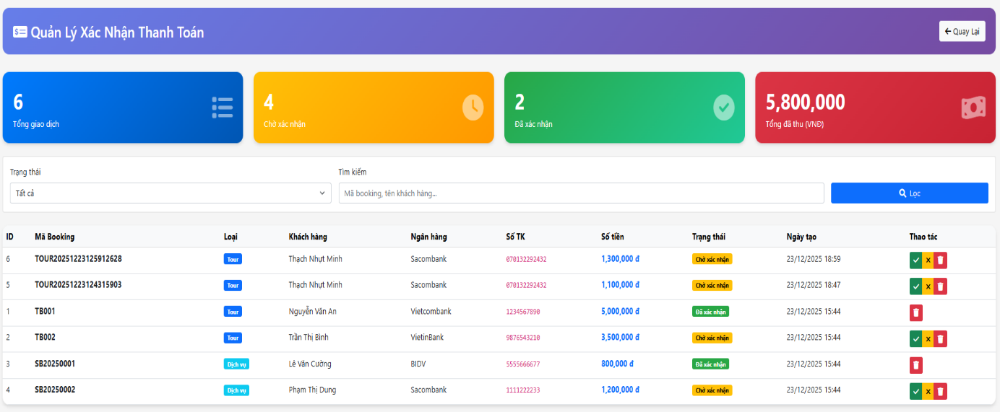 Quản Lý Xác Nhận Thanh Toán
Quay Lại
6
Tổng giao dịch
4
Chờ xác nhận
2
Đã xác nhận
5,800,000
Tổng đã thu (VNĐ)
Trạng thái
Tìm kiếm
Tất cả
Mã booking, tên khách hàng...
Lọc
ID Mã Booking Loại Khách hàng Ngân hàng Số TK Số tiền Trạng thái Ngày tạo Thao tác
6 TOUR20251223125912628 Tour Thạch Nhựt Minh Sacombank 070132292432 1,300,000 đ Chờ xác nhận 23/12/2025 18:59
5 TOUR20251223124315903 Tour Thạch Nhựt Minh Sacombank 070132292432 1,100,000 đ Chờ xác nhận 23/12/2025 18:47
1 TB001 Tour Nguyễn Văn An Vietcombank 1234567890 5,000,000 đ Đã xác nhận 23/12/2025 15:44
2 TB002 Tour Trần Thị Bình VietinBank 9876543210 3,500,000 đ Chờ xác nhận 23/12/2025 15:44
3 SB20250001 Dịch vụ Lê Văn Cường BIDV 5555666677 800,000 đ Đã xác nhận 23/12/2025 15:44
4 SB20250002 Dịch vụ Phạm Thị Dung Sacombank 1111222233 1,200,000 đ Chờ xác nhận 23/12/2025 15:44